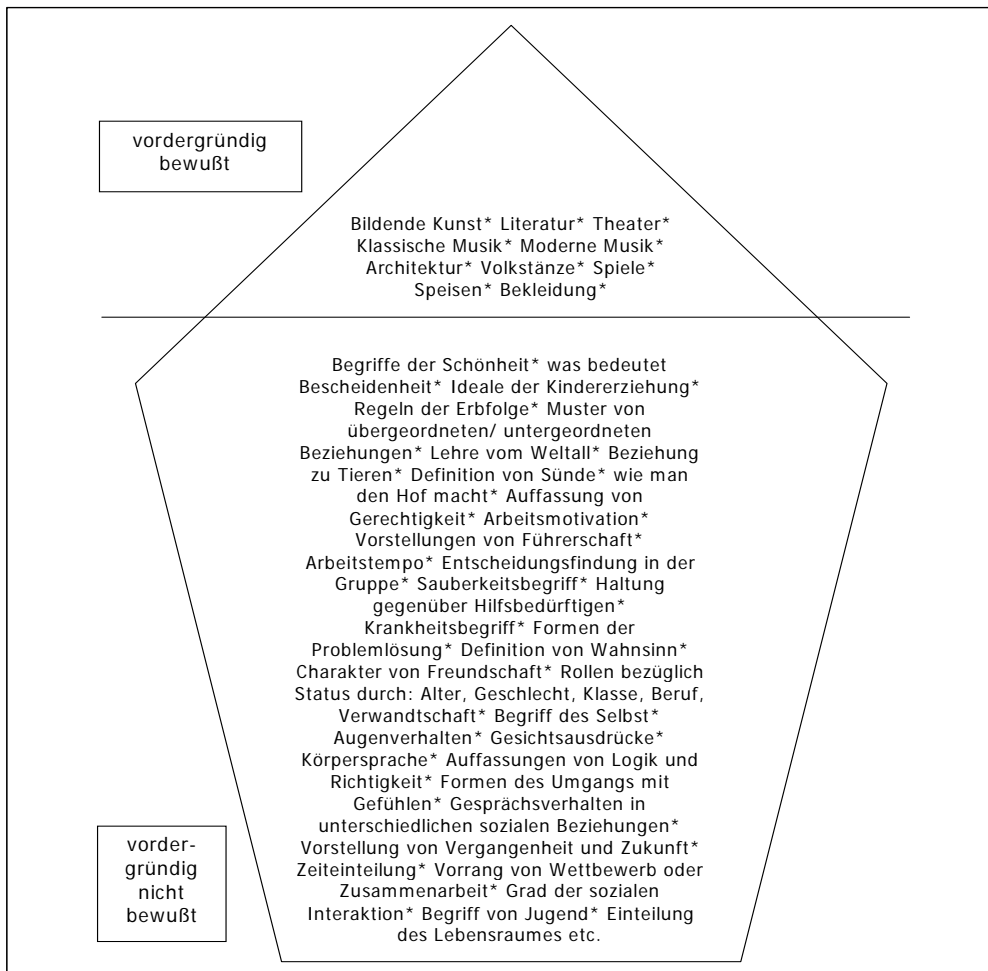 vordergründig
bewußt
Bildende Kunst* Literatur* Theater*
Klassische Musik* Moderne Musik*
Architektur* Volkstänze* Spiele*
Speisen* Bekleidung*
Begriffe der Schönheit* was bedeutet
Bescheidenheit* Ideale der Kindererziehung*
Regeln der Erbfolge* Muster von
übergeordneten/ untergeordneten
Beziehungen* Lehre vom Weltall* Beziehung
zu Tieren* Definition von Sünde* wie man
den Hof macht* Auffassung von
Gerechtigkeit* Arbeitsmotivation*
Vorstellungen von Führerschaft*
Arbeitstempo* Entscheidungsfindung in der
Gruppe* Sauberkeitsbegriff* Haltung
gegenüber Hilfsbedürftigen*
Krankheitsbegriff* Formen der
Problemlösung* Definition von Wahnsinn*
Charakter von Freundschaft* Rollen bezüglich
Status durch: Alter, Geschlecht, Klasse, Beruf,
Verwandtschaft* Begriff des Selbst*
Augenverhalten* Gesichtsausdrücke*
Körpersprache* Auffassungen von Logik und
Richtigkeit* Formen des Umgangs mit
Gefühlen* Gesprächsverhalten in
unterschiedlichen sozialen Beziehungen*
Vorstellung von Vergangenheit und Zukunft*
Zeiteinteilung* Vorrang von Wettbewerb oder
Zusammenarbeit* Grad der sozialen
Interaktion* Begriff von Jugend* Einteilung
des Lebensraumes etc.
vorder-
gründig
nicht
bewußt